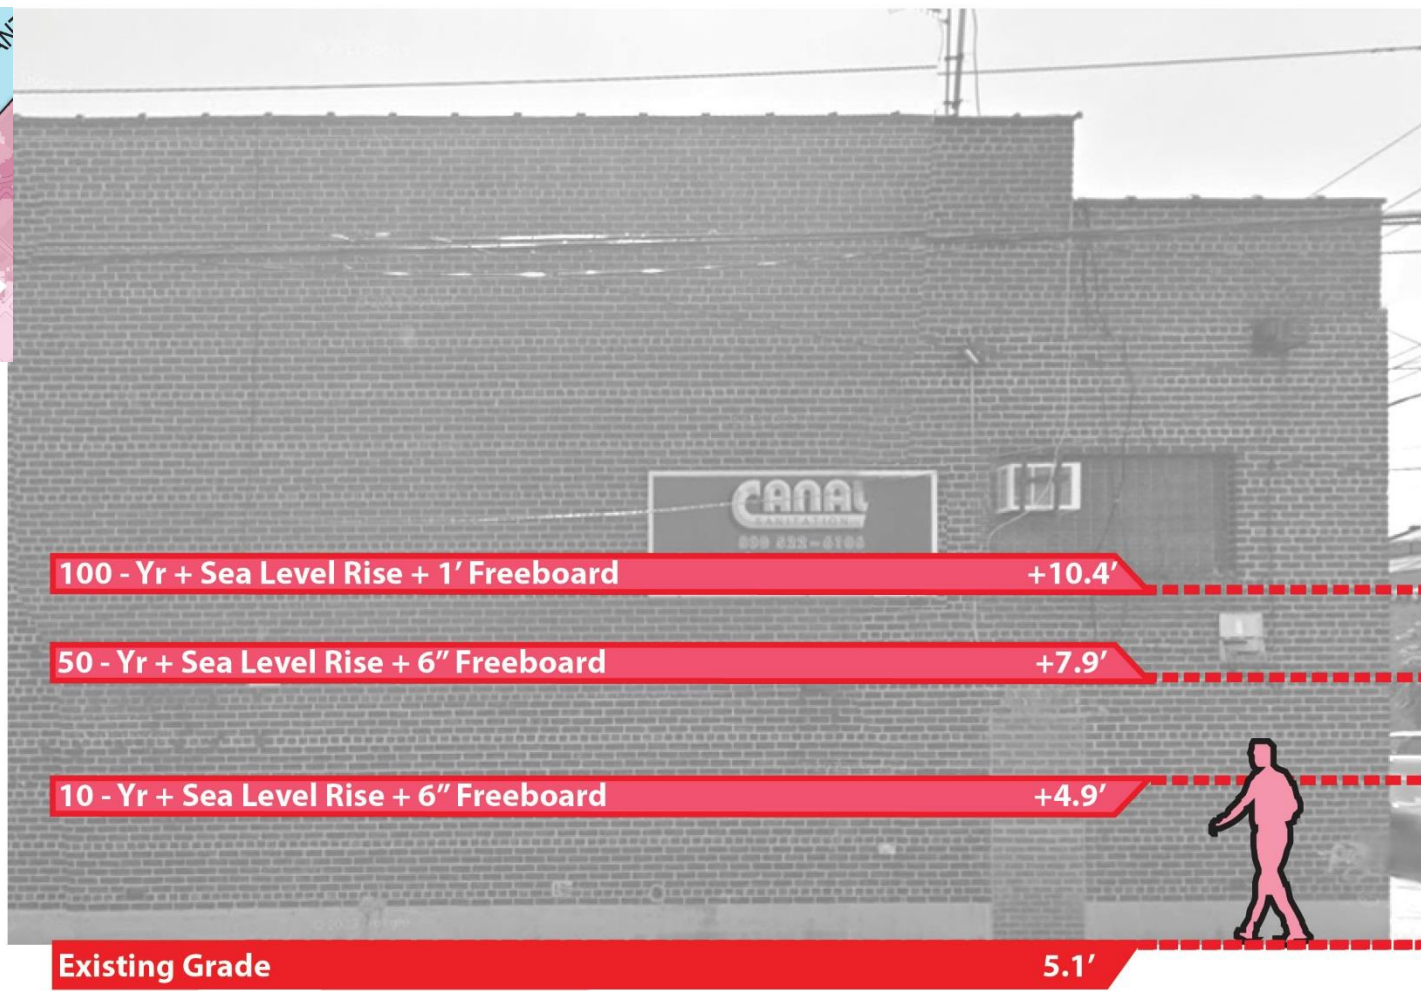 CANAL
SANITATION
100 - Yr + Sea Level Rise + 1’ Freeboard +10.4’
50 - Yr + Sea Level Rise + 6” Freeboard +7.9’
10 - Yr + Sea Level Rise + 6” Freeboard +4.9’
Existing Grade 5.1’